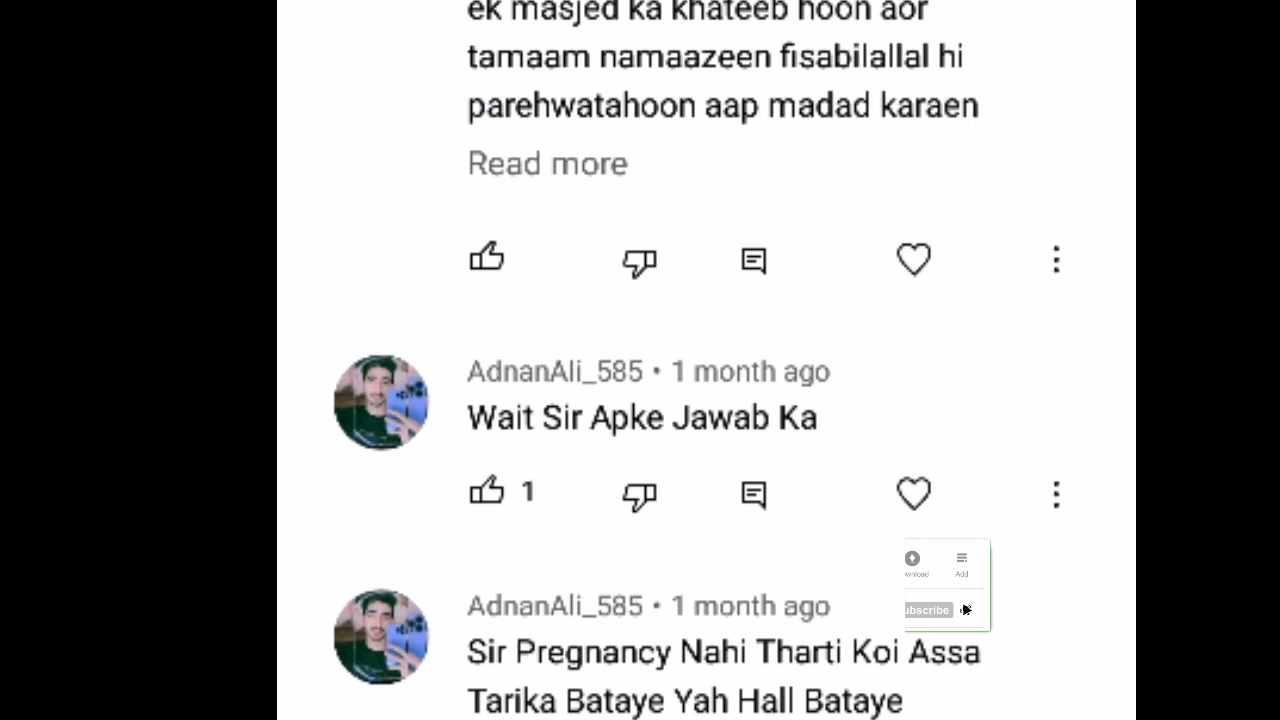 ek masjed ka khateeb hoon aor
tamaam namaazeen fisabilallal hi
parehwatahoon aap madad karaen
Read more
AdnanAli_585 • 1 month ago
Wait Sir Apke Jawab Ka
1
Add
ubscribe
AdnanAli_585 • 1 month ago
Sir Pregnancy Nahi Tharti Koi Assa
Tarika Bataye Yah Hall Bataye